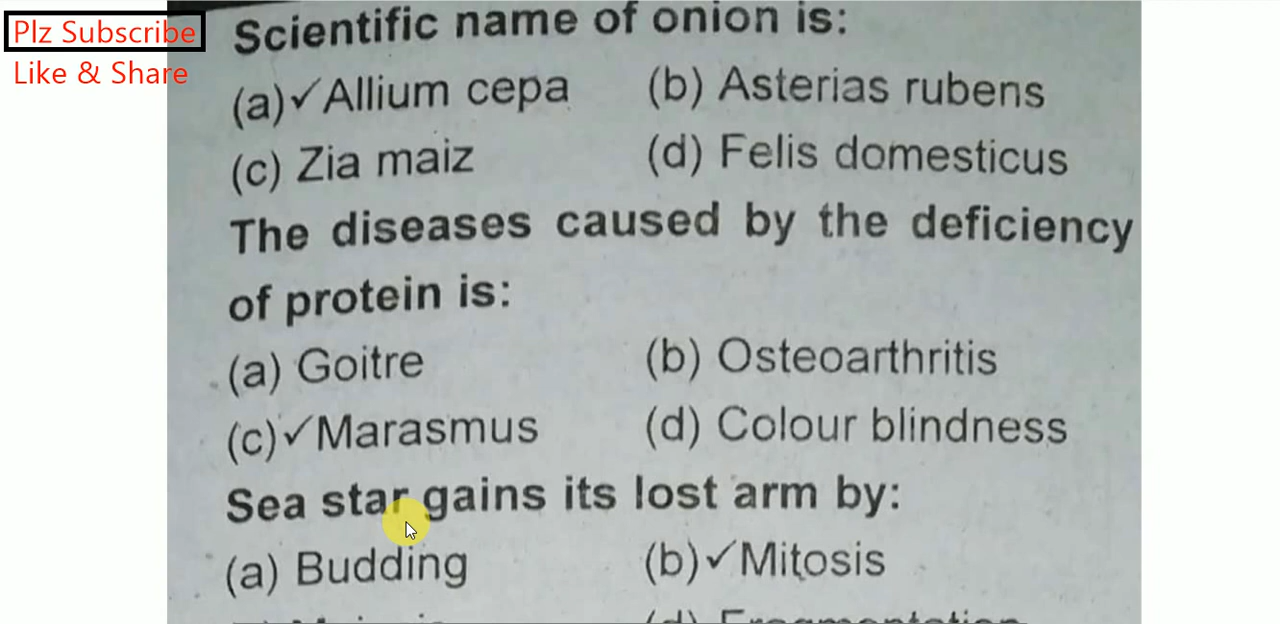 Plz Subscribe
Like & Share
Scientific name of onion is:
(a)✓Allium cepa (b) Asterias rubens
(c) Zia maiz (d) Felis domesticus
The diseases caused by the deficiency
of protein is:
(a) Goitre (b) Osteoarthritis
(c)✓Marasmus (d) Colour blindness
Sea star gains its lost arm by:
(a) Budding (b)✓Mitosis
(d) Fragmentation